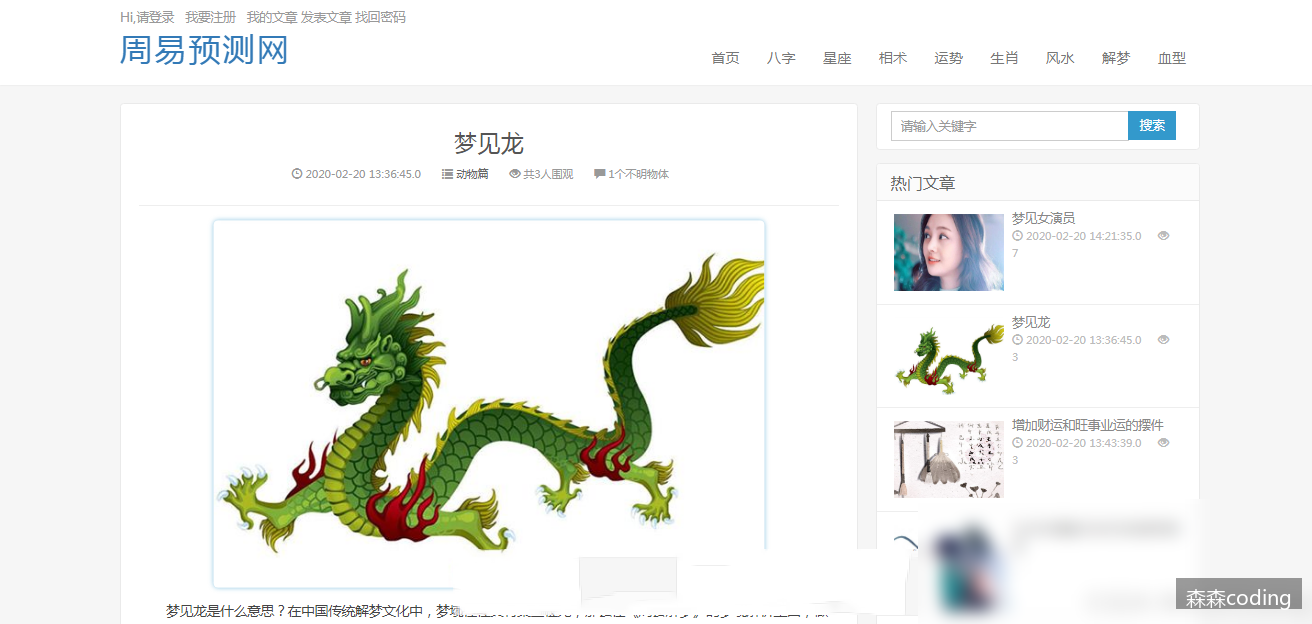 Hi,请登录 我要注册 我的文章 发表文章 找回密码
周易预测网
首页 八字 星座 相术 运势 生肖 风水 解梦 血型
梦见龙
2020-02-20 13:36:45.0 动物篇 共3人围观 1个不明物体
梦见龙是什么意思？在中国传统解梦文化中，梦
请输入关键字 搜索
热门文章
梦见女演员
2020-02-20 14:21:35.0
7
梦见龙
2020-02-20 13:36:45.0
3
增加财运和旺事业运的摆件
2020-02-20 13:43:39.0
3
森森coding